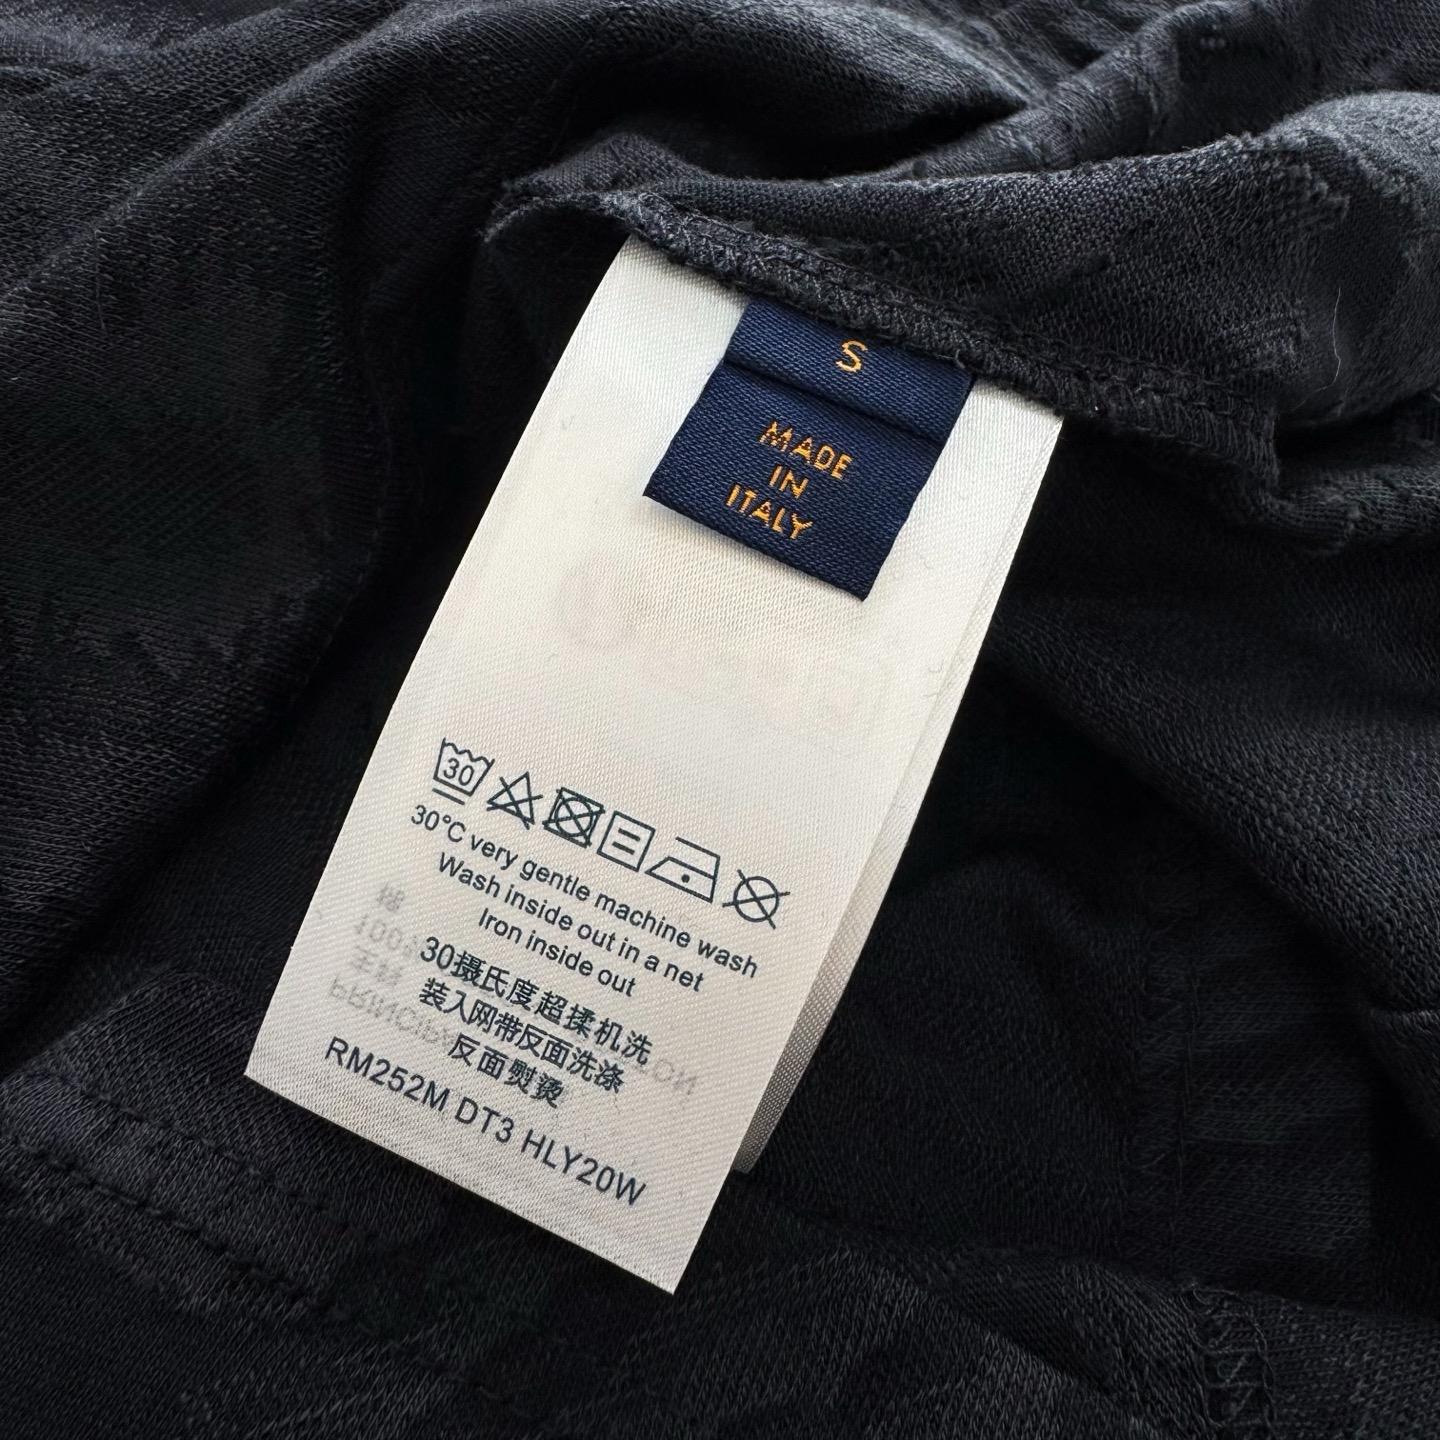 S
MADE
IN
ITALY
30
30°C very gentle machine wash
Wash inside out in a net
Iron inside out
30摄氏度超揉机洗
装入网带反面洗涤
反面熨烫
RM252M DT3 HLY20W